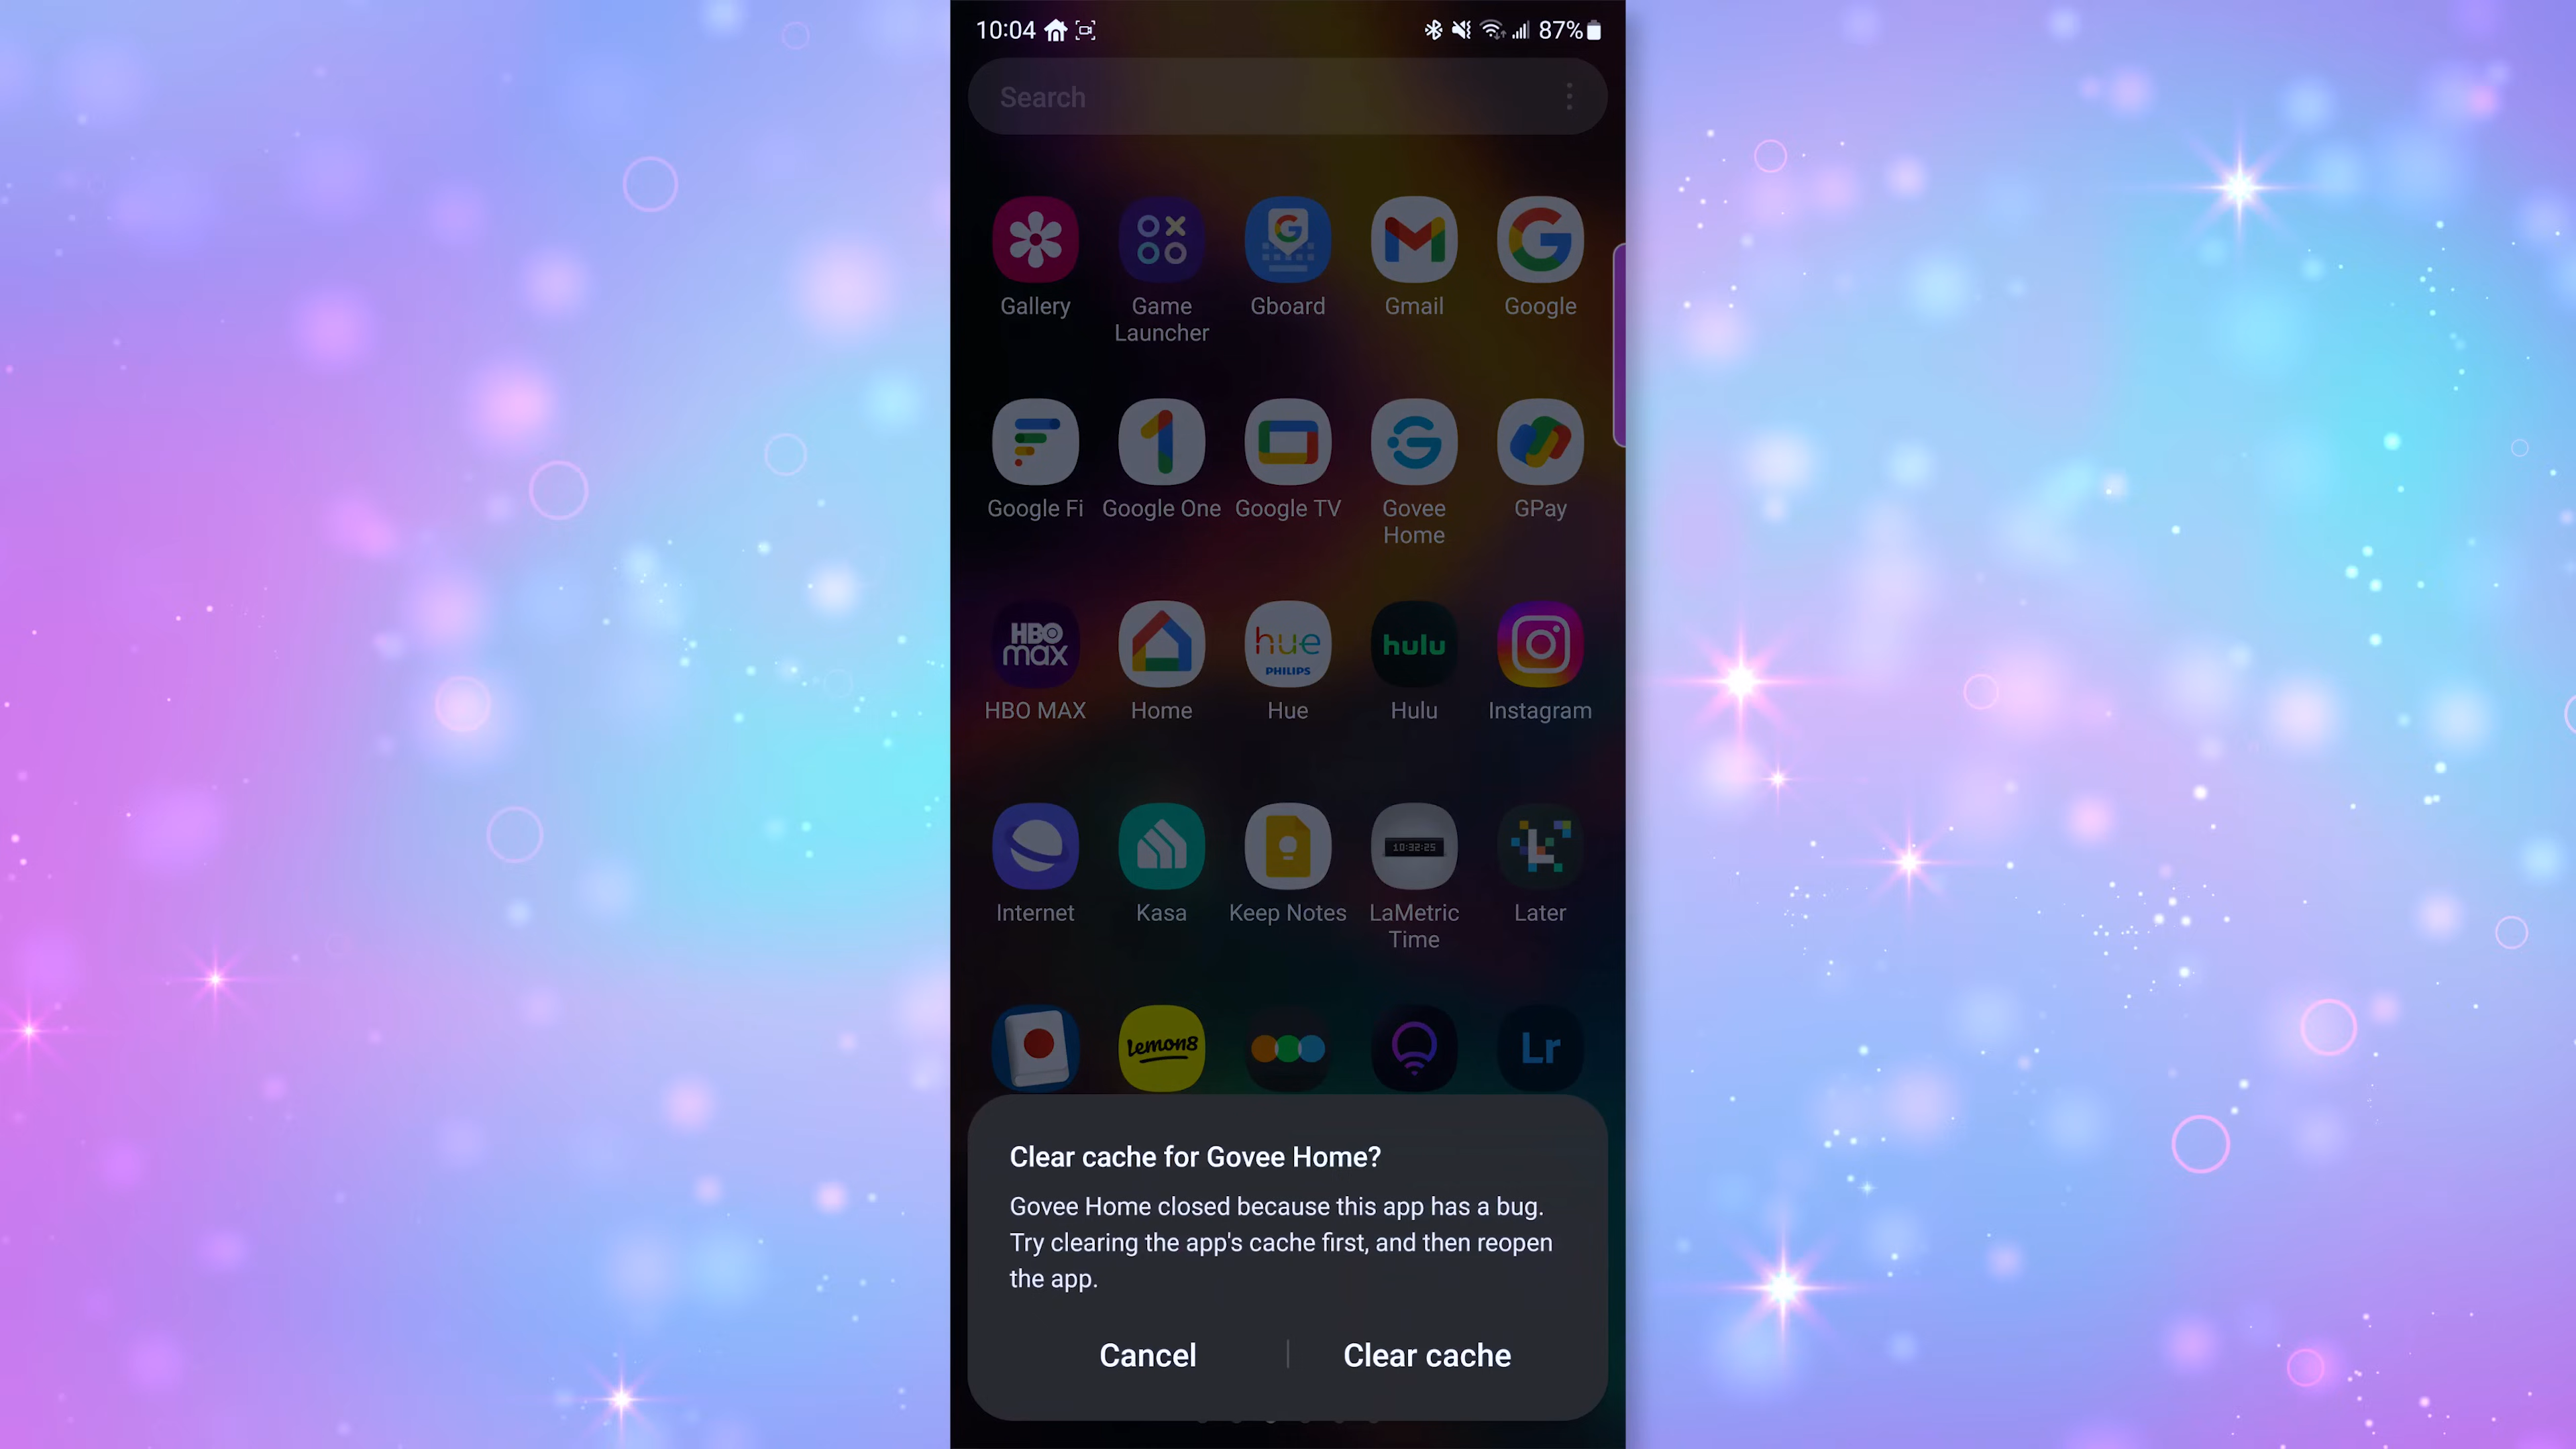 10:04 87%
Search
Gallery Game Launcher Gboard Gmail Google
Google Fi Google One Google TV Govee Home GPay
HBO max hue PHILIPS hulu
HBO MAX Home Hue Hulu Instagram
10:32:25 L
Internet Kasa Keep Notes LaMetric Time Later
Lemon8 Lr
Clear cache for Govee Home?
Govee Home closed because this app has a bug.
Try clearing the app's cache first, and then reopen
the app.
Cancel Clear cache